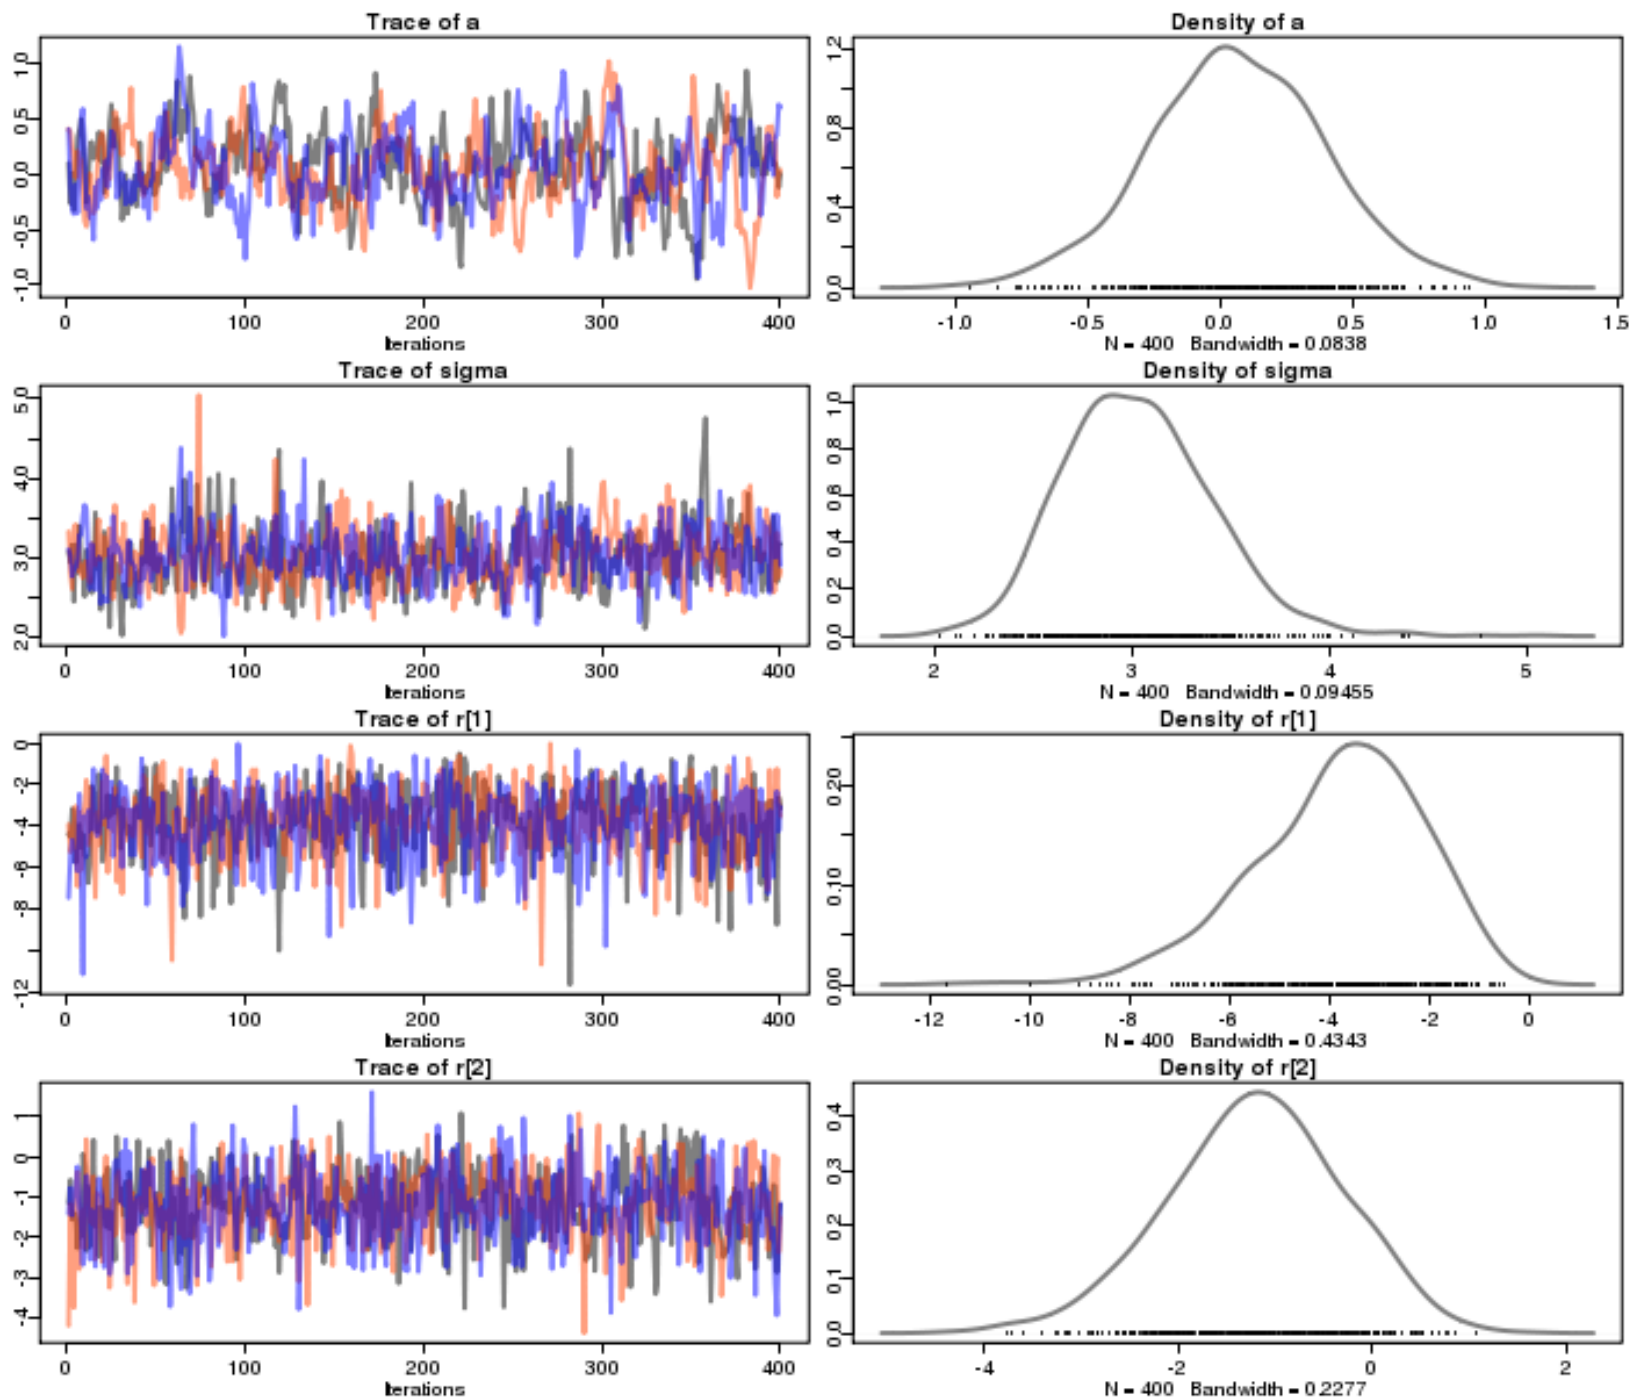 Trace of a
Density of a
-1.0 -0.5 0.0 0.5 1.0
0 100 200 300 400
Iterations
0.0 0.4 0.8 1.2
-1.0 -0.5 0.0 0.5 1.0 1.5
N = 400 Bandwidth = 0.0838
Trace of sigma
Density of sigma
2.0 3.0 4.0 5.0
0 100 200 300 400
Iterations
0.0 0.2 0.4 0.6 0.8 1.0
2 3 4 5
N = 400 Bandwidth = 0.09455
Trace of r[1]
Density of r[1]
-12 -8 -6 -4 -2 0
0 100 200 300 400
Iterations
0.00 0.10 0.20
-12 -10 -8 -6 -4 -2 0
N = 400 Bandwidth = 0.4343
Trace of r[2]
Density of r[2]
-4 -3 -2 -1 0 1
0 100 200 300 400
Iterations
0.0 0.1 0.2 0.3 0.4
-4 -2 0 2
N = 400 Bandwidth = 0.2277